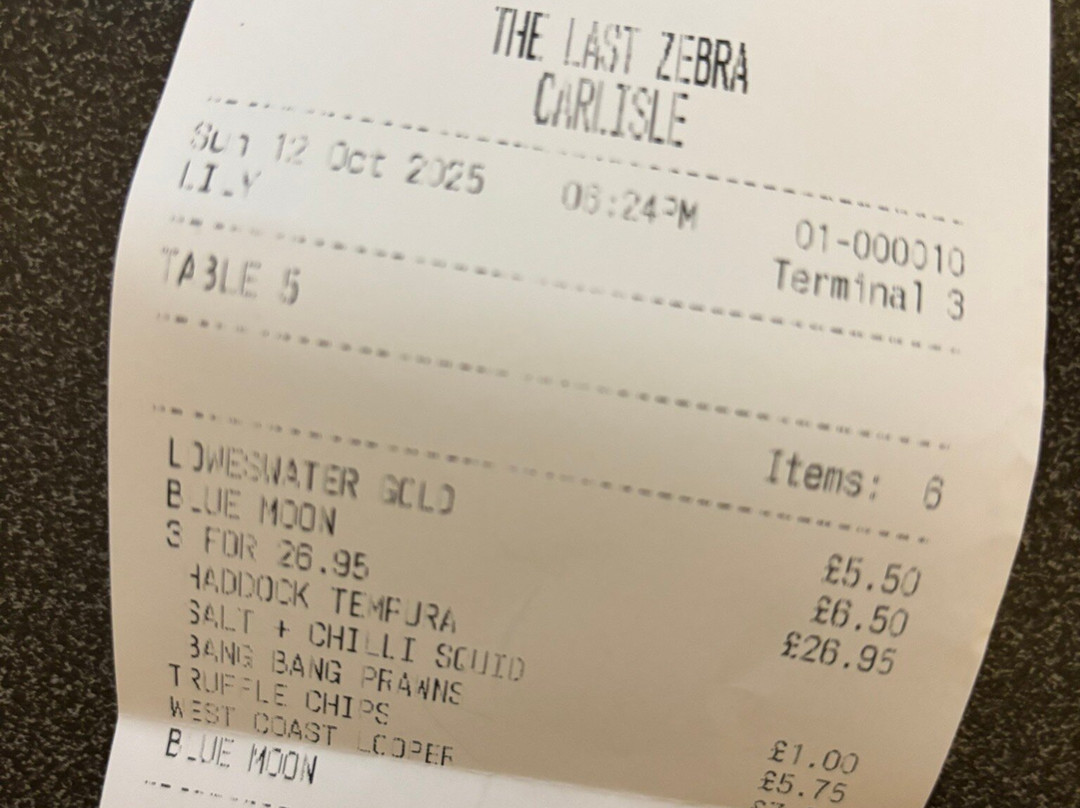 THE LAST ZEBRA
CARLISLE
Sun 12 Oct 2025 06:24PM 01-000010
LILY Terminal 3
TABLE 5
Items: 6
LOWESWATER GOLD £5.50
BLUE MOON £6.50
3 FOR 26.95 £26.95
HADDOCK TEMPURA
SALT + CHILLI SQUID
BANG BANG PRAWNS
TRUFFLE CHIPS £1.00
WEST COAST LOOPER £5.75
BLUE MOON